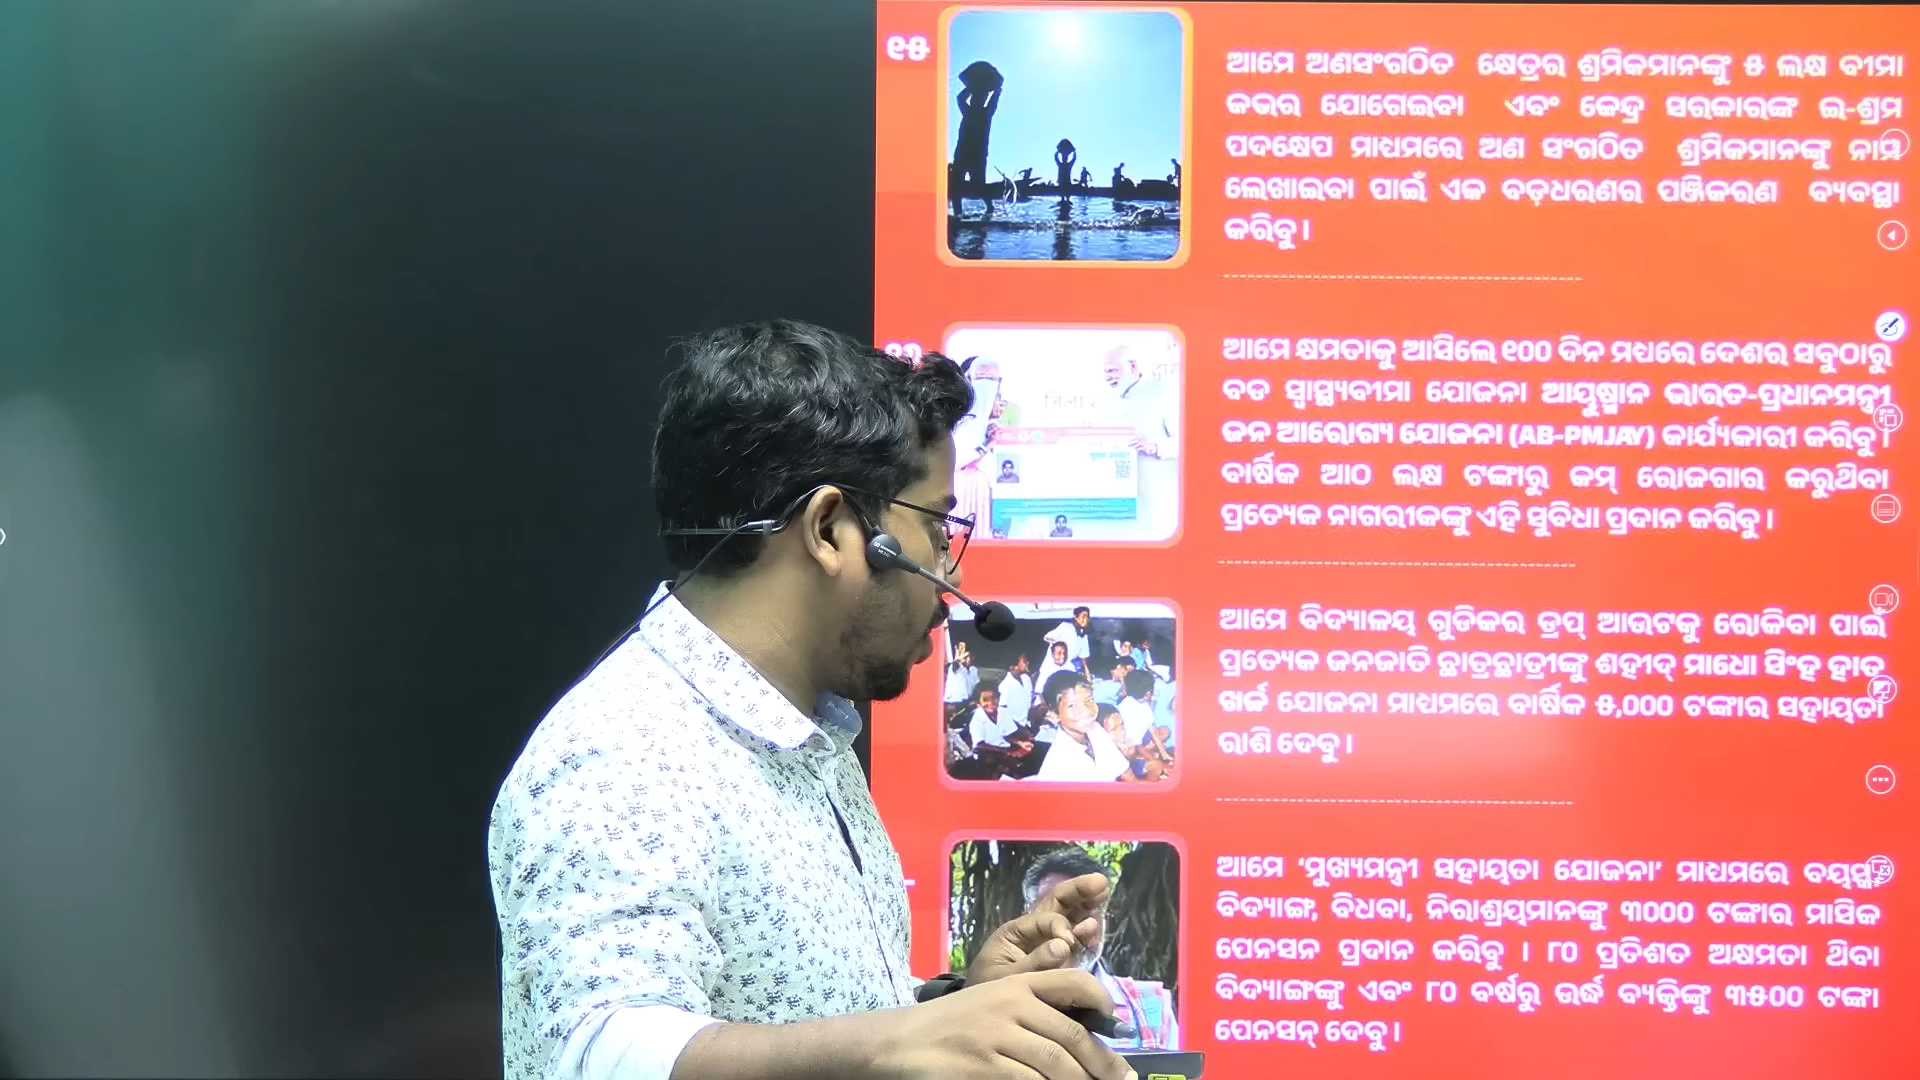 ୧୫
ଆମେ ଅଣସଂଗଠିତ କ୍ଷେତ୍ରର ଶ୍ରମିକମାନଙ୍କୁ ୫ ଲକ୍ଷ ବୀମା
କଭର ଯୋଗେଇବା ଏବଂ କେନ୍ଦ୍ର ସରକାରଙ୍କ ଇ-ଶ୍ରମ
ପଦକ୍ଷେପ ମାଧ୍ୟମରେ ଅଣ ସଂଗଠିତ ଶ୍ରମିକମାନଙ୍କୁ ନାମ
ଲେଖାଇବା ପାଇଁ ଏକ ବଡ଼ଧରଣର ପଞ୍ଜିକରଣ ବ୍ୟବସ୍ଥା
କରିବୁ।
ଆମେ କ୍ଷମତାକୁ ଆସିଲେ ୧୦୦ ଦିନ ମଧ୍ୟରେ ଦେଶର ସବୁଠାରୁ
ବଡ ସ୍ୱାସ୍ଥ୍ୟବୀମା ଯୋଜନା ଆୟୁଷ୍ମାନ ଭାରତ-ପ୍ରଧାନମନ୍ତ୍ରୀ
ଜନ ଆରୋଗ୍ୟ ଯୋଜନା (AB-PMJAY) କାର୍ଯ୍ୟକାରୀ କରିବୁ।
ବାର୍ଷିକ ଆଠ ଲକ୍ଷ ଟଙ୍କାରୁ କମ୍ ରୋଜଗାର କରୁଥିବା
ପ୍ରତ୍ୟେକ ନାଗରୀକଙ୍କୁ ଏହି ସୁବିଧା ପ୍ରଦାନ କରିବୁ।
ଆମେ ବିଦ୍ୟାଳୟ ଗୁଡିକର ଡ୍ରପ୍ ଆଉଟକୁ ରୋକିବା ପାଇଁ
ପ୍ରତ୍ୟେକ ଜନଜାତି ଛାତ୍ରଛାତ୍ରୀଙ୍କୁ ଶହୀଦ୍ ମାଧୋ ସିଂହ ହାତ
ଖର୍ଚ୍ଚ ଯୋଜନା ମାଧ୍ୟମରେ ବାର୍ଷିକ ୫,୦୦୦ ଟଙ୍କାର ସହାୟତା
ରାଶି ଦେବୁ।
ଆମେ 'ମୁଖ୍ୟମନ୍ତ୍ରୀ ସହାୟତା ଯୋଜନା' ମାଧ୍ୟମରେ ବୟସ୍କ,
ବିଦ୍ୟାଙ୍ଗ, ବିଧବା, ନିରାଶ୍ରୟମାନଙ୍କୁ ୩୦୦୦ ଟଙ୍କାର ମାସିକ
ପେନସନ ପ୍ରଦାନ କରିବୁ । ୮୦ ପ୍ରତିଶତ ଅକ୍ଷମତା ଥିବା
ବିଦ୍ୟାଙ୍ଗଙ୍କୁ ଏବଂ ୮୦ ବର୍ଷରୁ ଉର୍ଦ୍ଧ ବ୍ୟକ୍ତିଙ୍କୁ ୩୫୦୦ ଟଙ୍କା
ପେନସନ୍ ଦେବୁ।